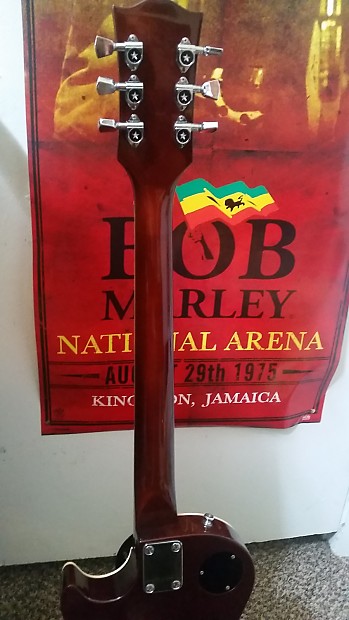 BOB
MARLEY
NATIONAL ARENA
AUGUST 29th 1975
KINGSTON, JAMAICA